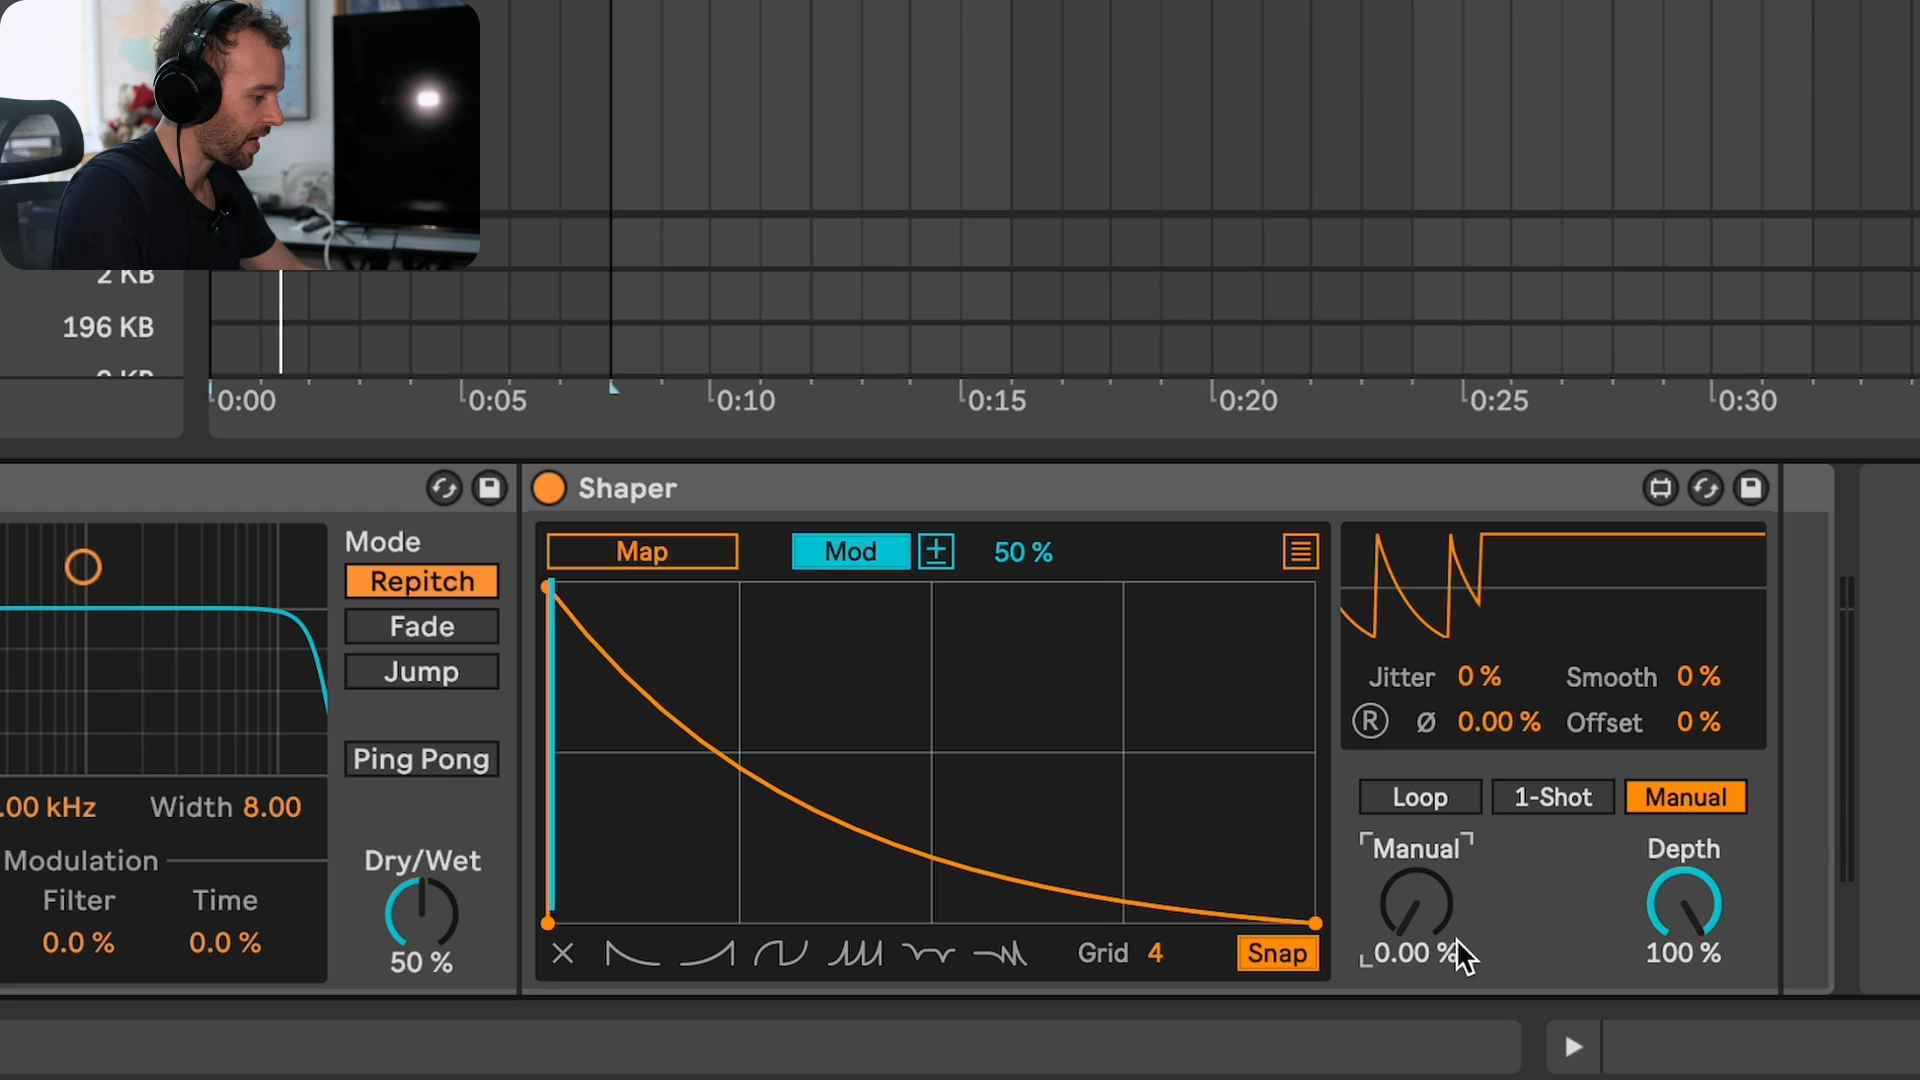 2 KB
196 KB
0:00 0:05 0:10 0:15 0:20 0:25 0:30
Shaper
Mode
Repitch
Fade
Jump
Ping Pong
.00 kHz Width 8.00
Modulation
Filter Time
0.0 % 0.0 %
Dry/Wet
50 %
Map Mod 50 %
Grid 4 Snap
Jitter 0 % Smooth 0 %
R Ø 0.00 % Offset 0 %
Loop 1-Shot Manual
Manual Depth
0.00 % 100 %